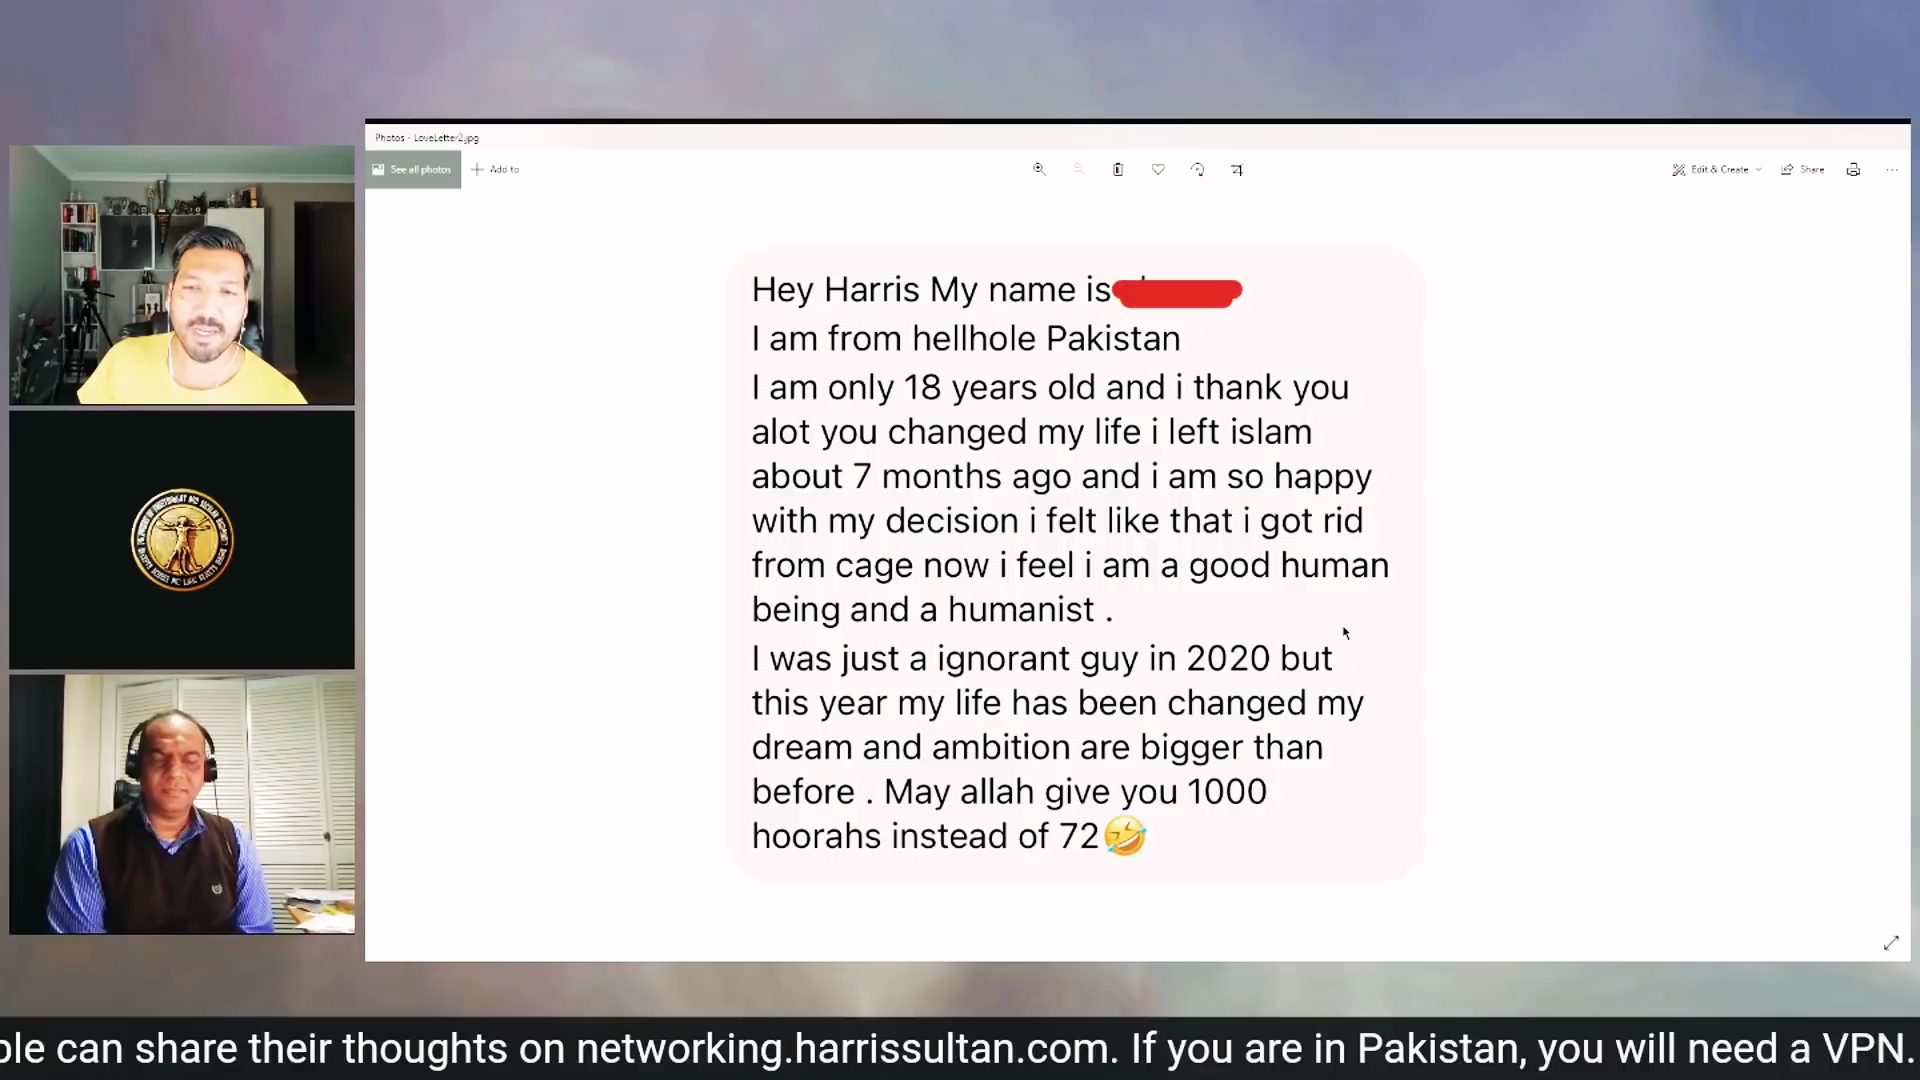 Photos - LoveLetter2.jpg
See all photos
Add to
Edit & Create
Share
Hey Harris My name is
I am from hellhole Pakistan
I am only 18 years old and i thank you
alot you changed my life i left islam
about 7 months ago and i am so happy
with my decision i felt like that i got rid
from cage now i feel i am a good human
being and a humanist .
I was just a ignorant guy in 2020 but
this year my life has been changed my
dream and ambition are bigger than
before . May allah give you 1000
hoorahs instead of 72🤣
ple can share their thoughts on networking.harrissultan.com. If you are in Pakistan, you will need a VPN.